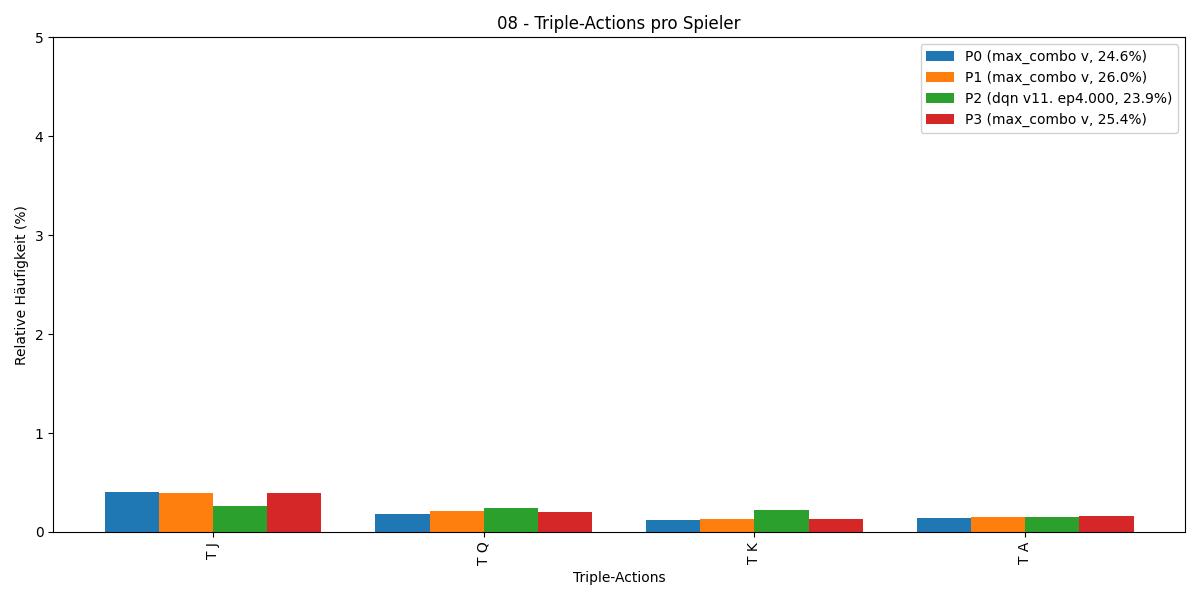 08 - Triple-Actions pro Spieler
P0 (max_combo v, 24.6%)
P1 (max_combo v, 26.0%)
P2 (dqn v11. ep4.000, 23.9%)
P3 (max_combo v, 25.4%)
Relative Häufigkeit (%)
5
4
3
2
1
0
T J
T Q
T K
T A
Triple-Actions